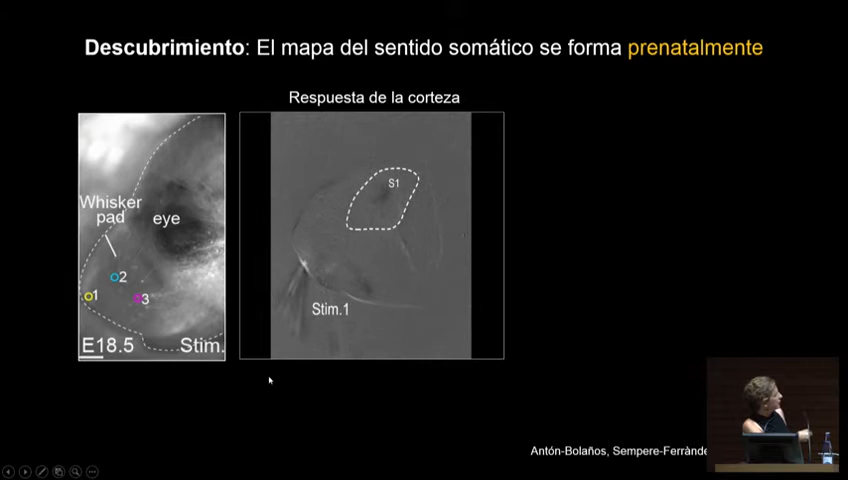 Descubrimiento: El mapa del sentido somático se forma prenatalmente
Respuesta de la corteza
Whisker
pad
eye
2
1
3
E18.5
Stim.
S1
Stim.1
Antón-Bolaños, Sempere-Ferrànde